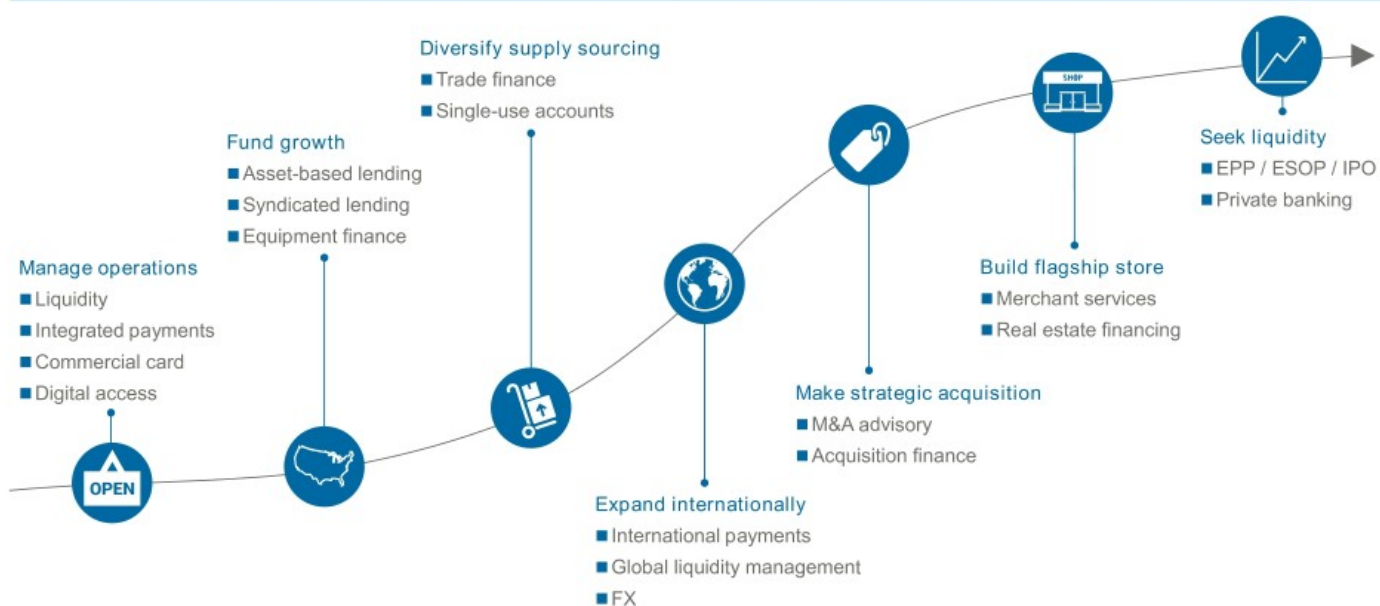 Manage operations
Liquidity
Integrated payments
Commercial card
Digital access
OPEN
Fund growth
Asset-based lending
Syndicated lending
Equipment finance
Diversify supply sourcing
Trade finance
Single-use accounts
Expand internationally
International payments
Global liquidity management
FX
Make strategic acquisition
M&A advisory
Acquisition finance
SHOP
Build flagship store
Merchant services
Real estate financing
Seek liquidity
EPP / ESOP / IPO
Private banking